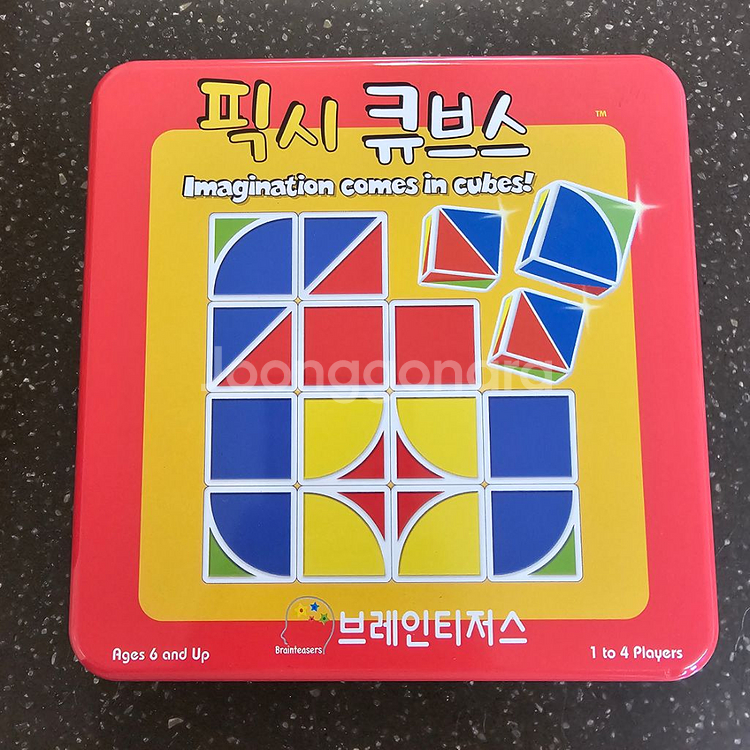 픽시 큐브스
TM
Imagination comes in cubes!
Joonggonara
Brainteasers
브레인티저스
Ages 6 and Up
1 to 4 Players